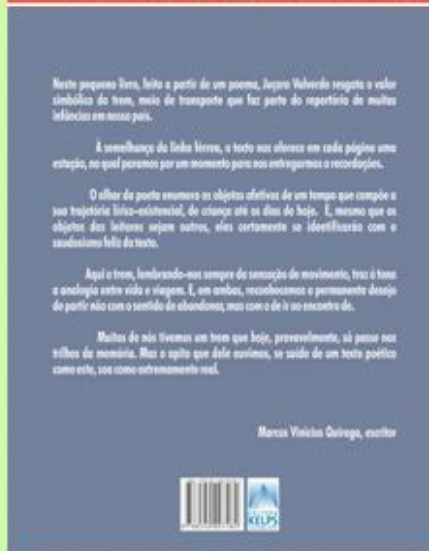 Neste pequeno livro, feito a partir de um poema, Juçara Valverde resgata o valor
simbólico do trem, meio de transporte que faz parte do repertório de muitas
infâncias em nosso país.
À semelhança da linha férrea, o texto nos oferece em cada página uma
estação, na qual paramos por um momento para nos entregarmos a recordações.
O olhar da poeta enumera os objetos afetivos de um tempo que compõe a
sua trajetória lírico-existencial, de criança até os dias de hoje. E, mesmo que os
objetos dos leitores sejam outros, eles certamente se identificarão com o
saudosismo feliz do texto.
Aqui o trem, lembrando-nos sempre da sensação de movimento, traz à tona
a analogia entre vida e viagem. E, em ambas, reconhecemos o permanente desejo
de partir não com o sentido de abandonar, mas com o de ir ao encontro de.
Muitos de nós tivemos um trem que hoje, provavelmente, só passa nos
trilhos da memória. Mas o apito que dele ouvimos, se saído de um texto poético
como este, soa como extremamente real.
Marcus Vinicius Quiroga, escritor
KELPS